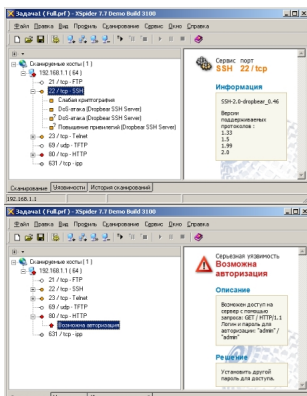 Задача1 (Full.prf) - XSpider 7.7 Demo Build 3100
Файл Вид Профиль Сканирование Сервис Окно Справка
Сканируемые хосты ( 1 )
192.168.1.1 ( 64 )
21 / tcp - FTP
22 / tcp - SSH
Слабая криптография
DoS-атака (Dropbear SSH Server)
DoS-атака (Dropbear SSH Server)
Повышение привилегий (Dropbear SSH Server)
23 / tcp - Telnet
69 / udp - TFTP
80 / tcp - HTTP
631 / tcp - ipp
Сервис порт
SSH 22 / tcp
Информация
SSH-2.0-dropbear_0.46
Версии
поддерживаемых
протоколов :
1.33
1.5
1.99
2.0
Сканирование Уязвимости История сканирований
192.168.1.1
Задача1 (Full.prf) - XSpider 7.7 Demo Build 3100
Файл Вид Профиль Сканирование Сервис Окно Справка
Сканируемые хосты ( 1 )
192.168.1.1 ( 64 )
21 / tcp - FTP
22 / tcp - SSH
23 / tcp - Telnet
69 / udp - TFTP
80 / tcp - HTTP
Возможна авторизация
631 / tcp - ipp
Серьезная уязвимость
Возможна
авторизация
Описание
Возможен доступ на
сервер с помощью
запроса: GET / HTTP/1.1
Логин и пароль для
авторизации: "admin" /
"admin"
Решение
Установить другой
пароль для доступа.